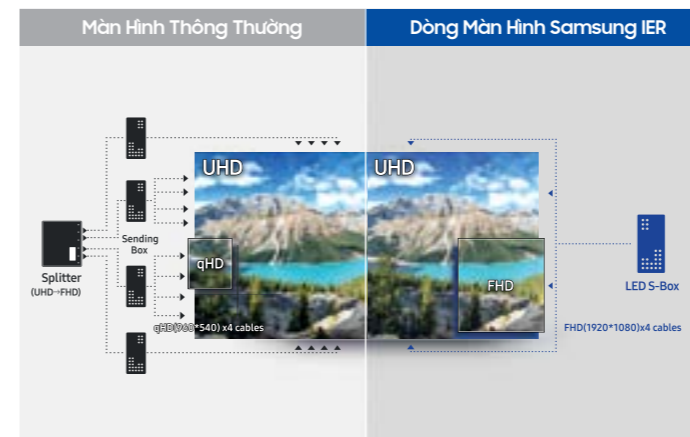 Màn Hình Thông Thường
Dòng Màn Hình Samsung IER
UHD
UHD
Sending
Box
qHD
FHD
Splitter
(UHD→FHD)
LED S-Box
qHD(960*540) x4 cables
FHD(1920*1080)x4 cables